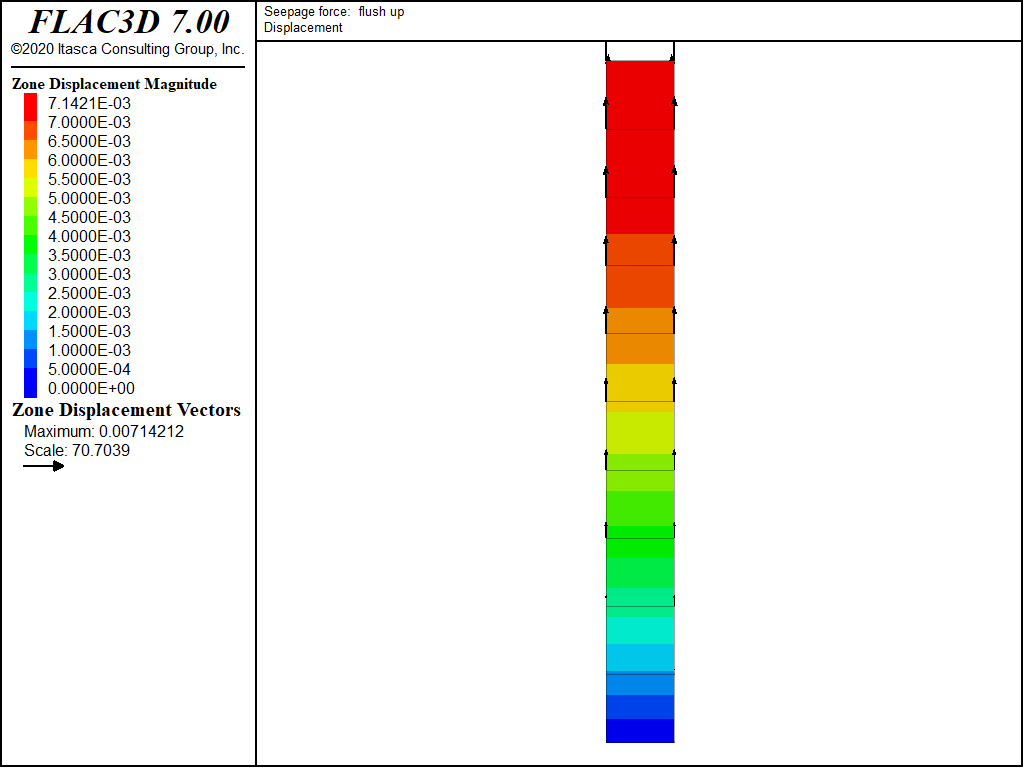 FLAC3D 7.00
©2020 Itasca Consulting Group, Inc.
Zone Displacement Magnitude
7.1421E-03
7.0000E-03
6.5000E-03
6.0000E-03
5.5000E-03
5.0000E-03
4.5000E-03
4.0000E-03
3.5000E-03
3.0000E-03
2.5000E-03
2.0000E-03
1.5000E-03
1.0000E-03
5.0000E-04
0.0000E+00
Zone Displacement Vectors
Maximum: 0.00714212
Scale: 70.7039
Seepage force: flush up
Displacement